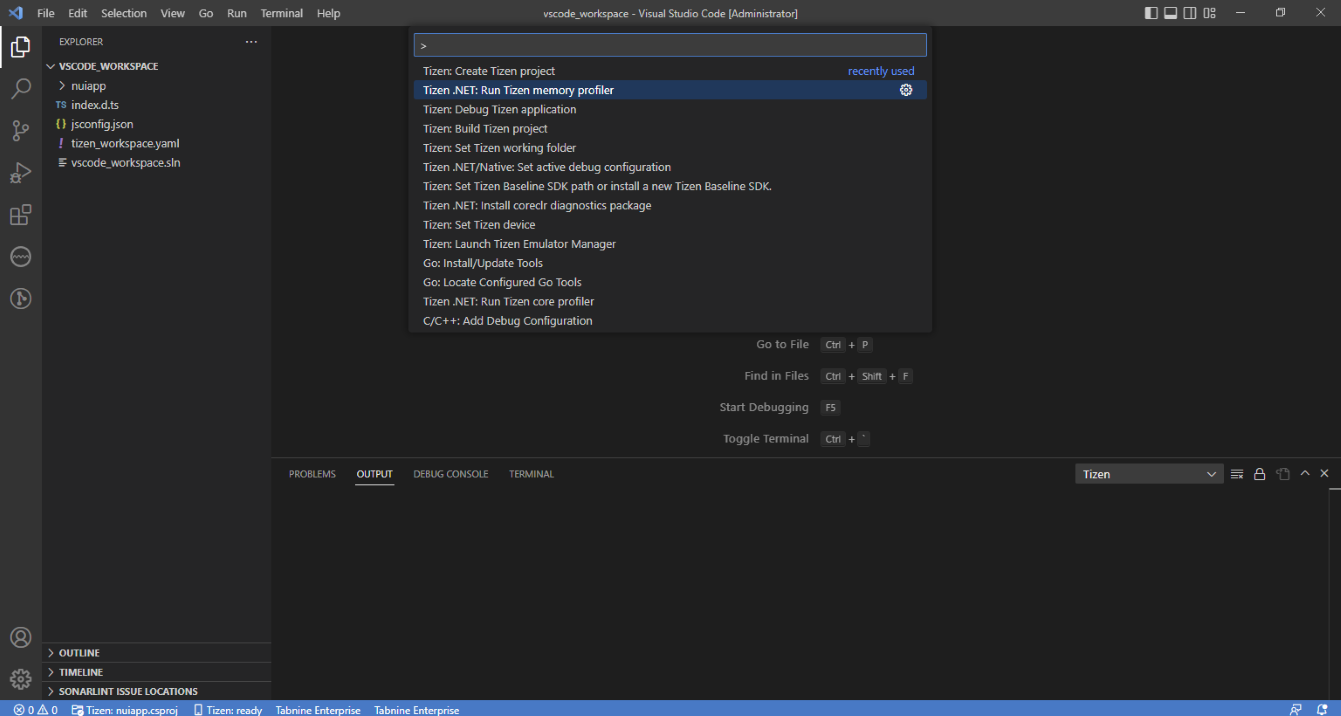 File Edit Selection View Go Run Terminal Help
vscode_workspace - Visual Studio Code [Administrator]
EXPLORER
VSCODE_WORKSPACE
nuiapp
TS index.d.ts
{} jsconfig.json
! tizen_workspace.yaml
vscode_workspace.sln
OUTLINE
TIMELINE
SONARLINT ISSUE LOCATIONS
>
Tizen: Create Tizen project recently used
Tizen .NET: Run Tizen memory profiler
Tizen: Debug Tizen application
Tizen: Build Tizen project
Tizen: Set Tizen working folder
Tizen .NET/Native: Set active debug configuration
Tizen: Set Tizen Baseline SDK path or install a new Tizen Baseline SDK.
Tizen .NET: Install coreclr diagnostics package
Tizen: Set Tizen device
Tizen: Launch Tizen Emulator Manager
Go: Install/Update Tools
Go: Locate Configured Go Tools
Tizen .NET: Run Tizen core profiler
C/C++: Add Debug Configuration
Go to File Ctrl + P
Find in Files Ctrl + Shift + F
Start Debugging F5
Toggle Terminal Ctrl + `
PROBLEMS OUTPUT DEBUG CONSOLE TERMINAL
Tizen
0 0 Tizen: nuiapp.csproj Tizen: ready Tabnine Enterprise Tabnine Enterprise